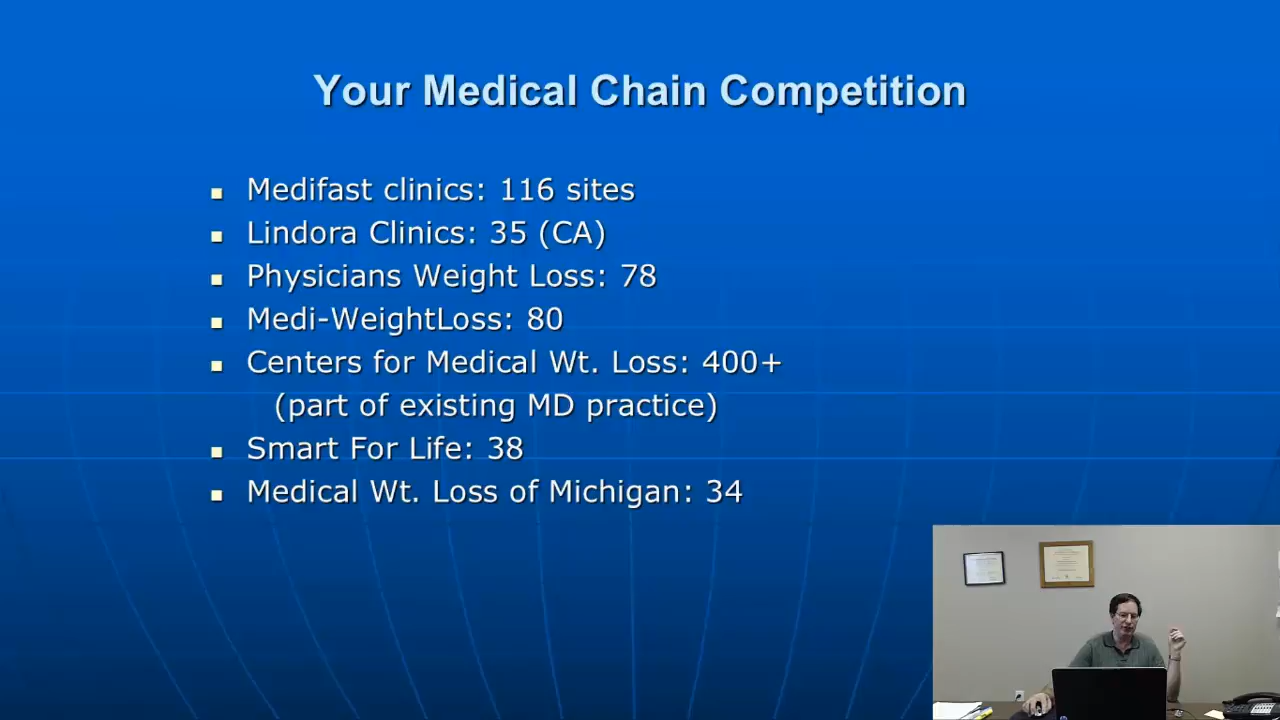 Your Medical Chain Competition
Medifast clinics: 116 sites
Lindora Clinics: 35 (CA)
Physicians Weight Loss: 78
Medi-WeightLoss: 80
Centers for Medical Wt. Loss: 400+
(part of existing MD practice)
Smart For Life: 38
Medical Wt. Loss of Michigan: 34